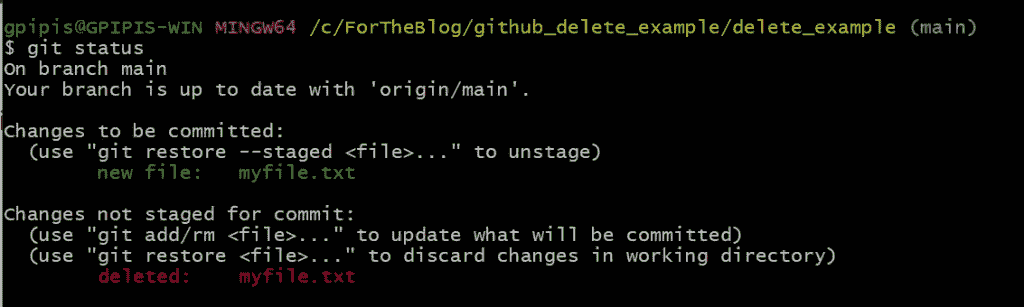 gpipis@GPIPIS-WIN MINGW64 /c/ForTheBlog/github_delete_example/delete_example (main)
$ git status
On branch main
Your branch is up to date with 'origin/main'.
Changes to be committed:
(use "git restore --staged <file>..." to unstage)
new file: myfile.txt
Changes not staged for commit:
(use "git add/rm <file>..." to update what will be committed)
(use "git restore <file>..." to discard changes in working directory)
deleted: myfile.txt